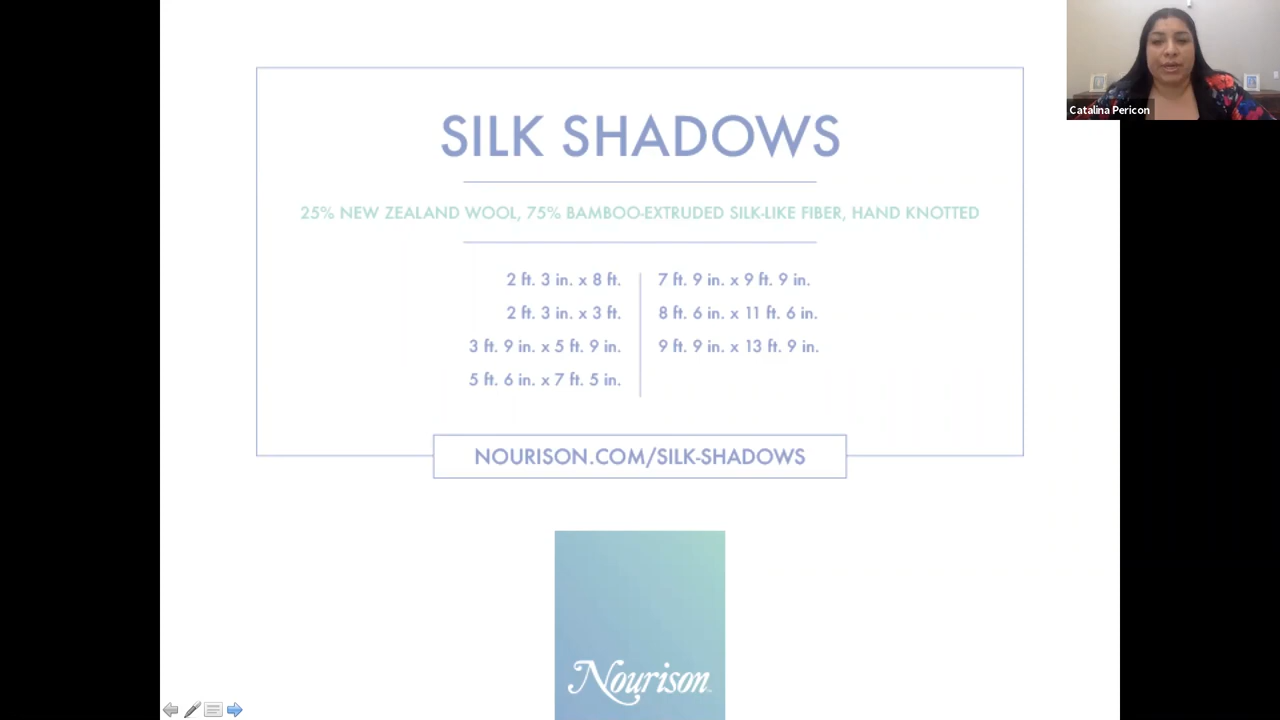 SILK SHADOWS
25% NEW ZEALAND WOOL, 75% BAMBOO-EXTRUDED SILK-LIKE FIBER, HAND KNOTTED
2 ft. 3 in. x 8 ft.
2 ft. 3 in. x 3 ft.
3 ft. 9 in. x 5 ft. 9 in.
5 ft. 6 in. x 7 ft. 5 in.
7 ft. 9 in. x 9 ft. 9 in.
8 ft. 6 in. x 11 ft. 6 in.
9 ft. 9 in. x 13 ft. 9 in.
NOURISON.COM/SILK-SHADOWS
Nourison
Catalina Pericon